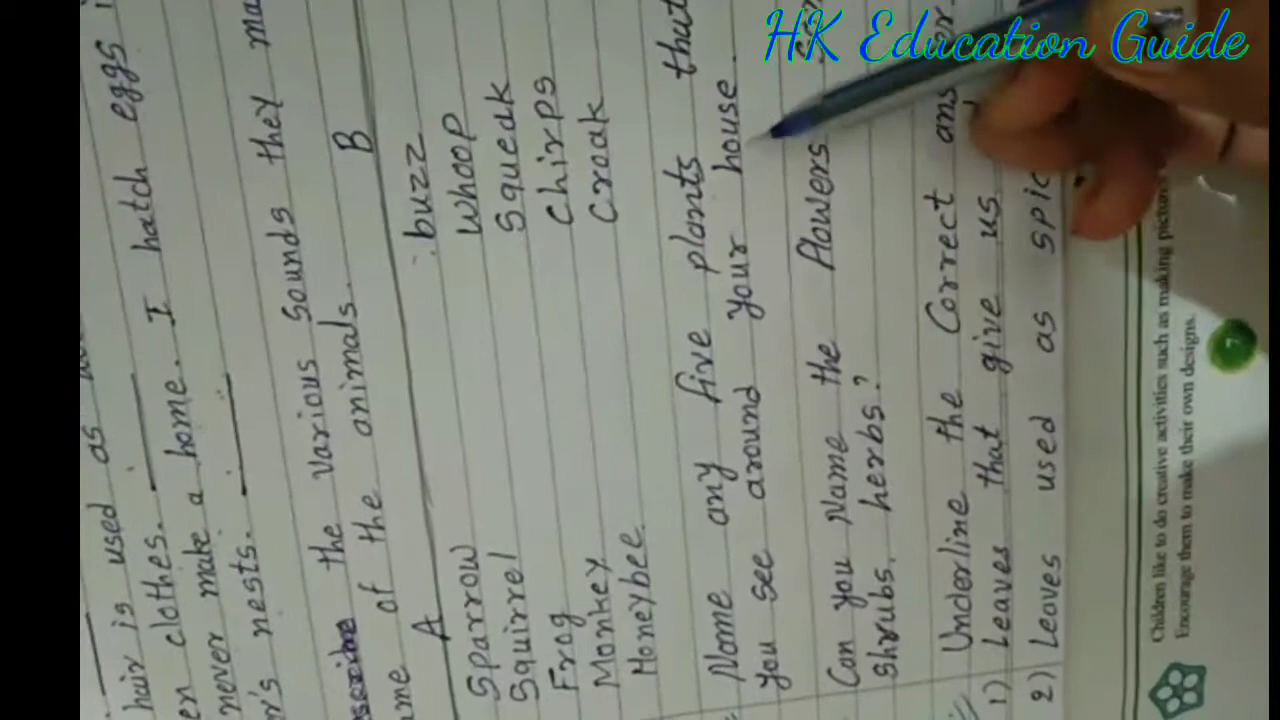 HK Education Guide
hair is used as
en clothes. I hatch eggs
never make a home.
r's nests.
the various sounds they
ame of the animals.
A B
Sparrow buzz
Squirrel Whoop
Frog Squeak
Monkey Chirps
Honeybee Croak
Name any five plants that
you see around your house.
Can you Name the flowers
Shrubs. herbs?
Underline the Correct ans
1) Leaves that give us
2) Leaves used as spic
Children like to do creative activities such as making pictures
Encourage them to make their own designs.
7